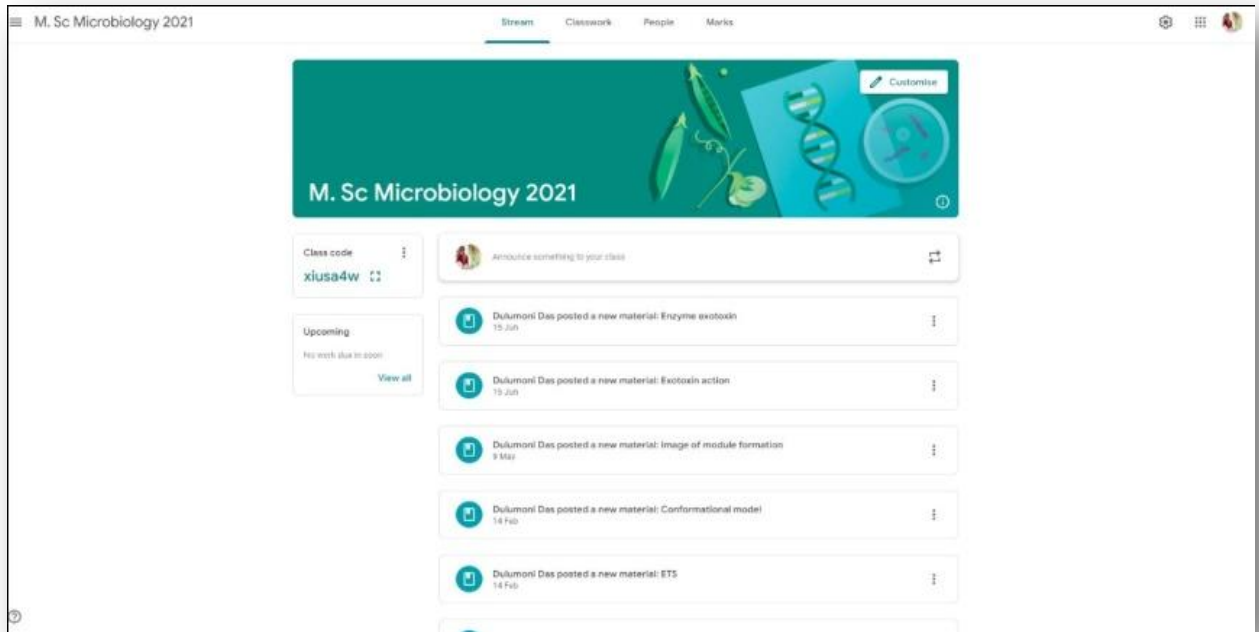 M. Sc Microbiology 2021
Stream Classwork People Marks
Customise
M. Sc Microbiology 2021
Class code
xiusa4w
Upcoming
No work due in soon
View all
Announce something to your class
Dulumoni Das posted a new material: Enzyme exotoxin
15 Jun
Dulumoni Das posted a new material: Exotoxin action
15 Jun
Dulumoni Das posted a new material: Image of module formation
9 May
Dulumoni Das posted a new material: Conformational model
14 Feb
Dulumoni Das posted a new material: ETS
14 Feb